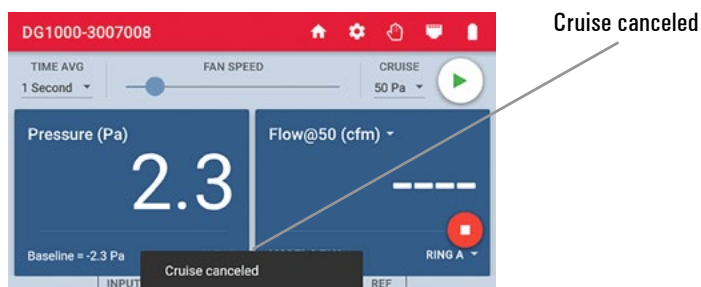 Cruise canceled
DG1000-3007008
TIME AVG
FAN SPEED
CRUISE
1 Second
50 Pa
Pressure (Pa)
Flow@50 (cfm)
2.3
----
Baseline = -2.3 Pa
RING A
Cruise canceled
INPUT
REF